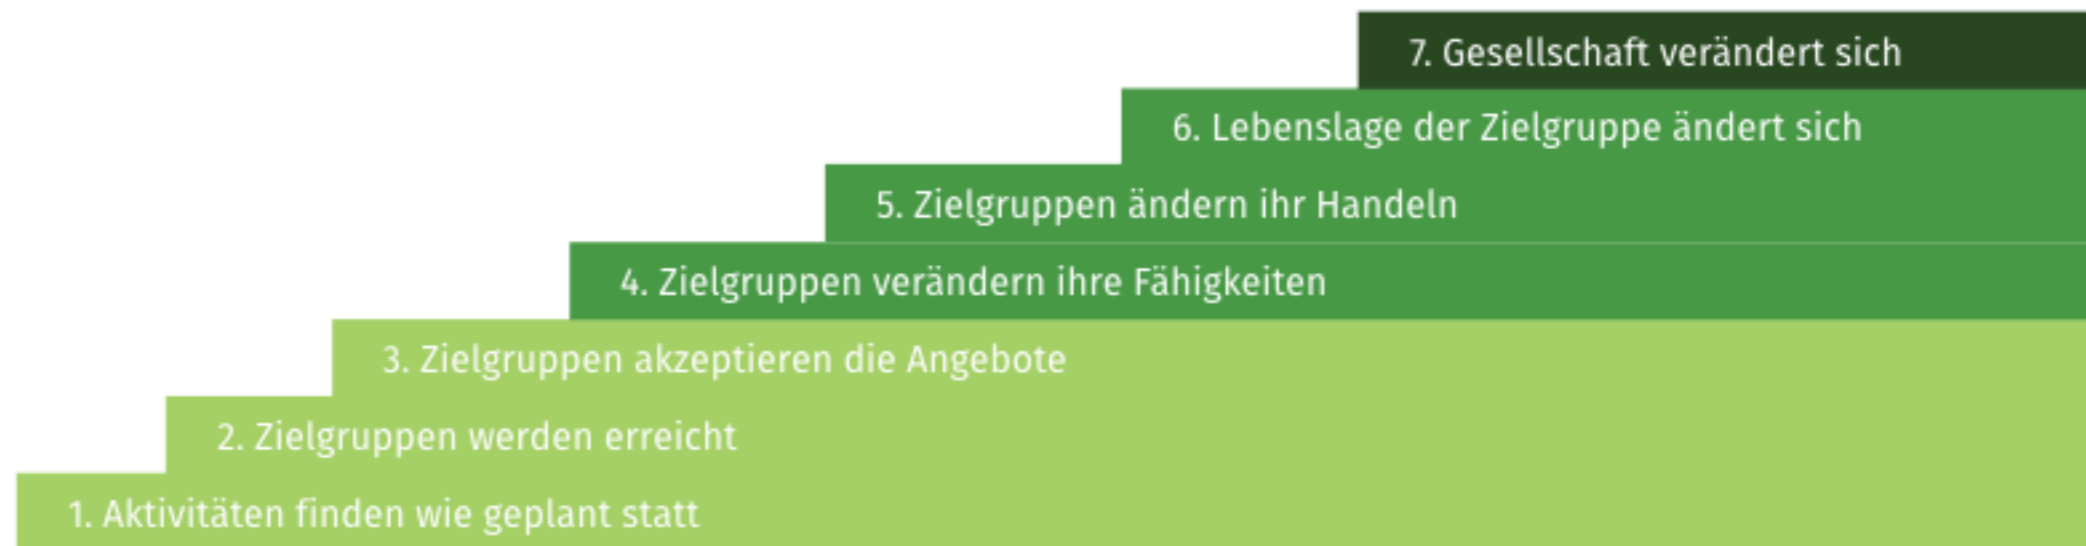 7. Gesellschaft verändert sich
6. Lebenslage der Zielgruppe ändert sich
5. Zielgruppen ändern ihr Handeln
4. Zielgruppen verändern ihre Fähigkeiten
3. Zielgruppen akzeptieren die Angebote
2. Zielgruppen werden erreicht
1. Aktivitäten finden wie geplant statt